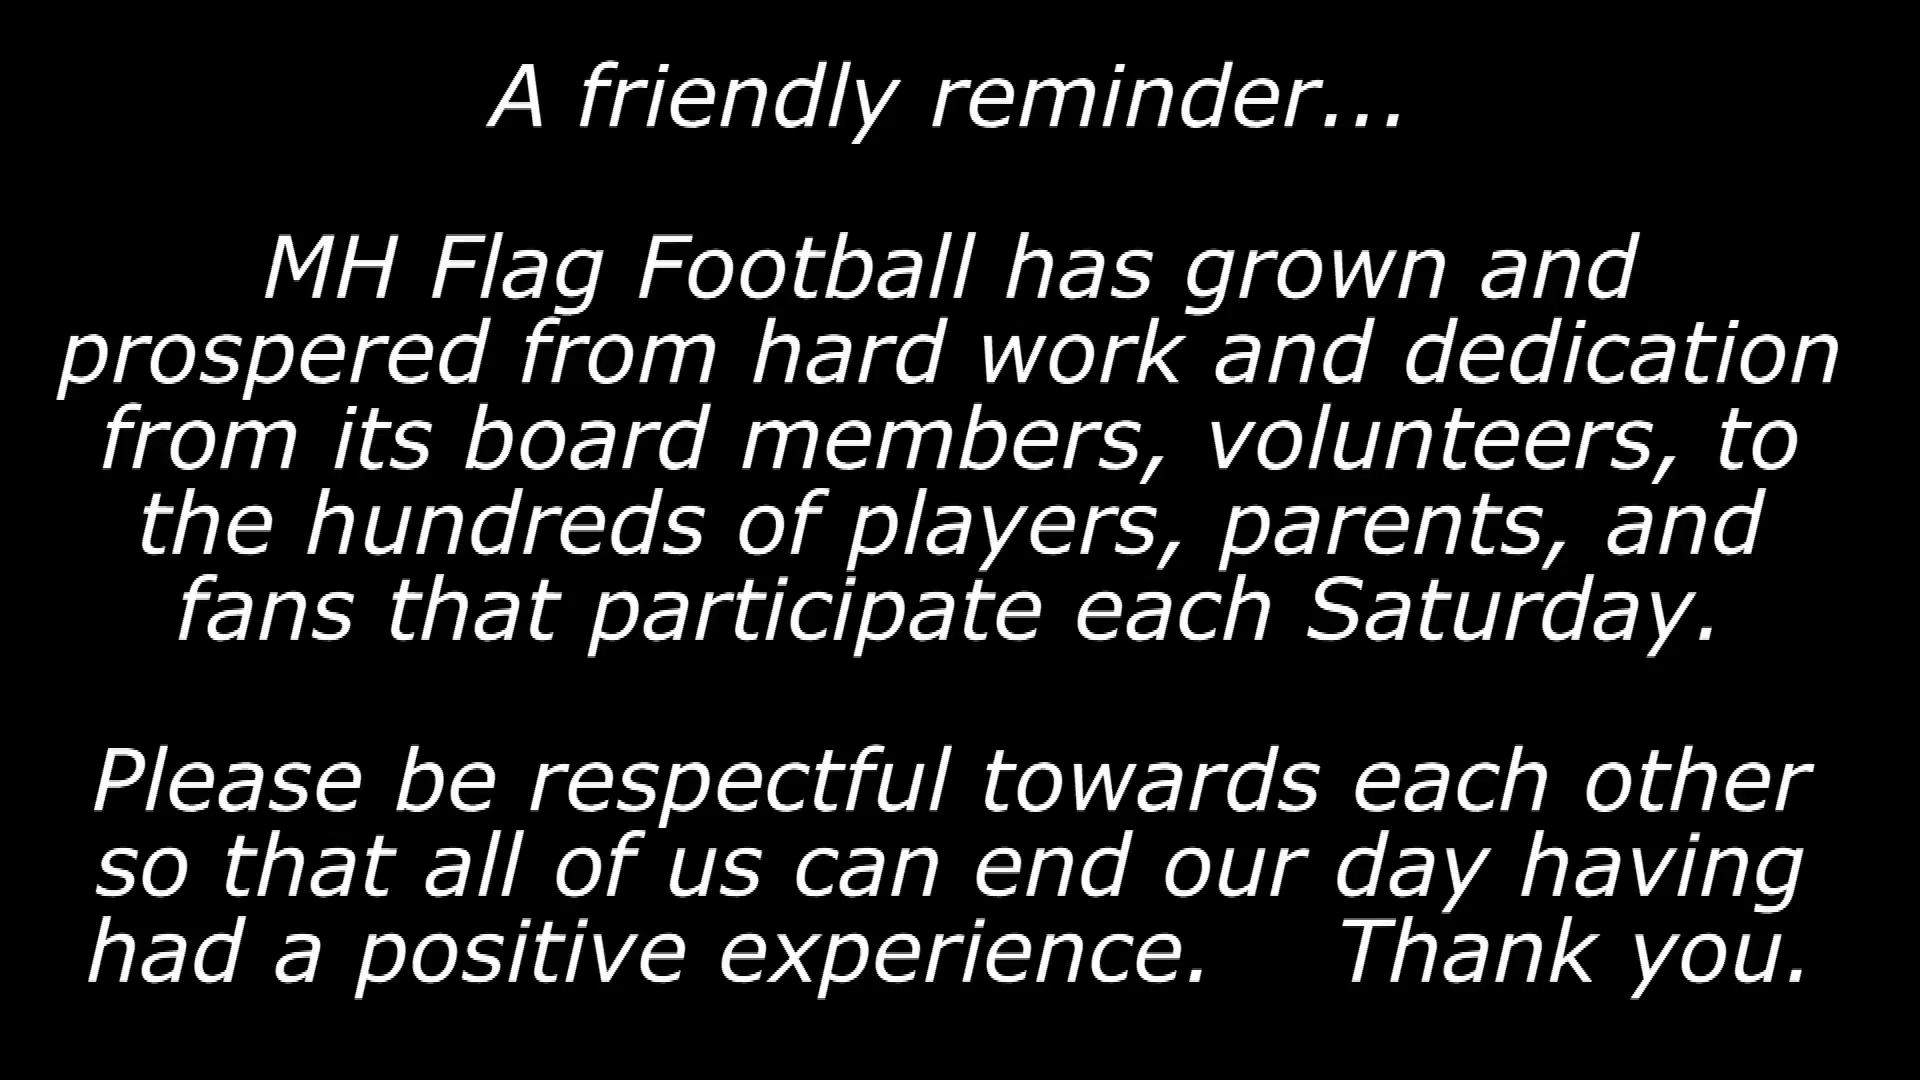 A friendly reminder...
MH Flag Football has grown and
prospered from hard work and dedication
from its board members, volunteers, to
the hundreds of players, parents, and
fans that participate each Saturday.
Please be respectful towards each other
so that all of us can end our day having
had a positive experience.    Thank you.